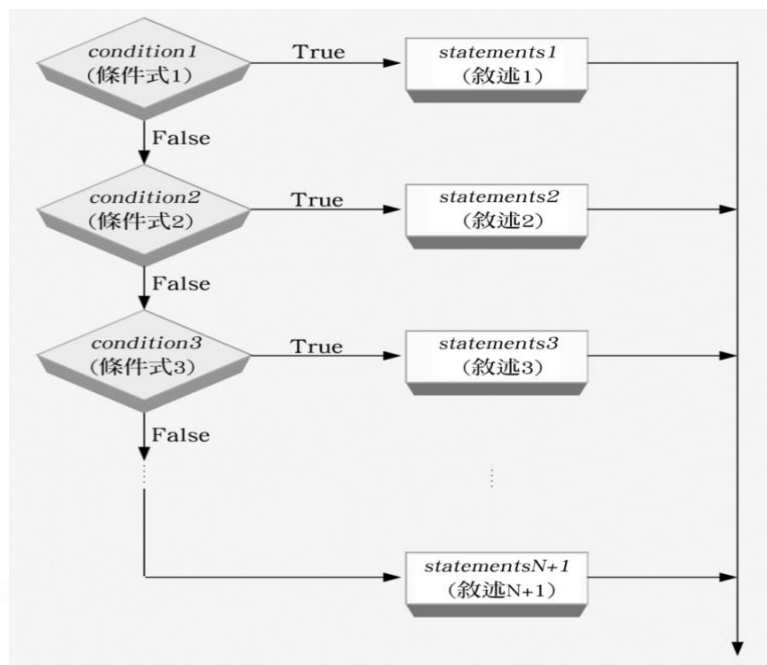 condition1
(條件式1)
True
statements1
(敘述1)
False
condition2
(條件式2)
True
statements2
(敘述2)
False
condition3
(條件式3)
True
statements3
(敘述3)
False
statementsN+1
(敘述N+1)